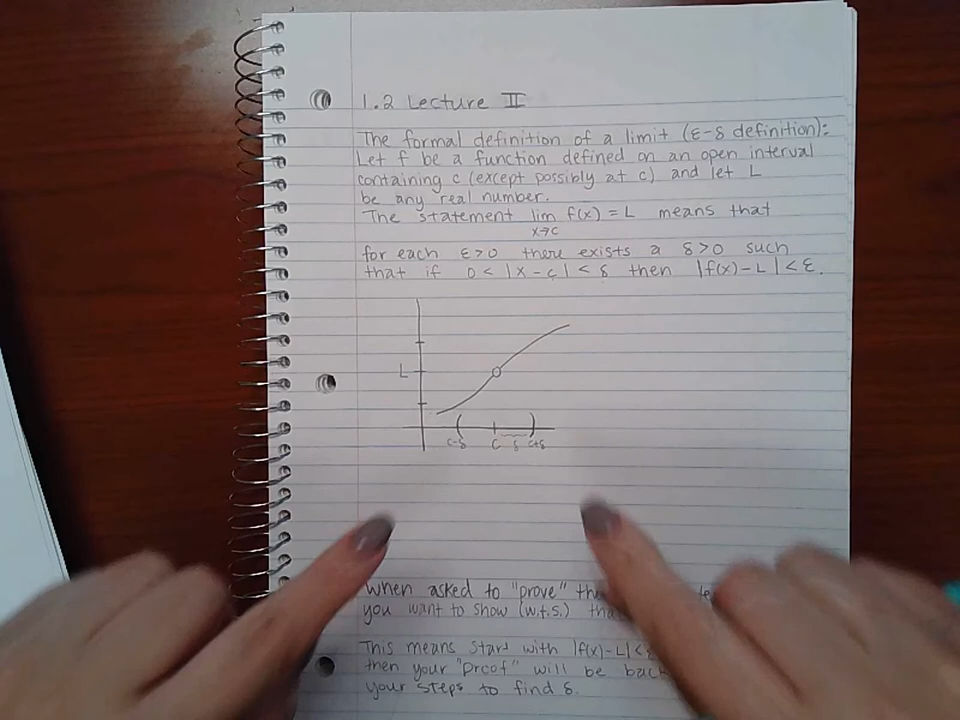 1.2 Lecture II
The formal definition of a limit (ε-δ definition):
Let f be a function defined on an open interval
containing c (except possibly at c) and let L
be any real number.
The statement lim f(x) = L means that
x→c
for each ε>0 there exists a δ>0 such
that if 0 < |x - c| < δ then |f(x)-L| < ε.
L
c-δ c δ c+δ
When asked to "prove"
you want to show (w.t.s.)
This means start with |f(x)-L| <
then your "proof" will be
your steps to find δ.